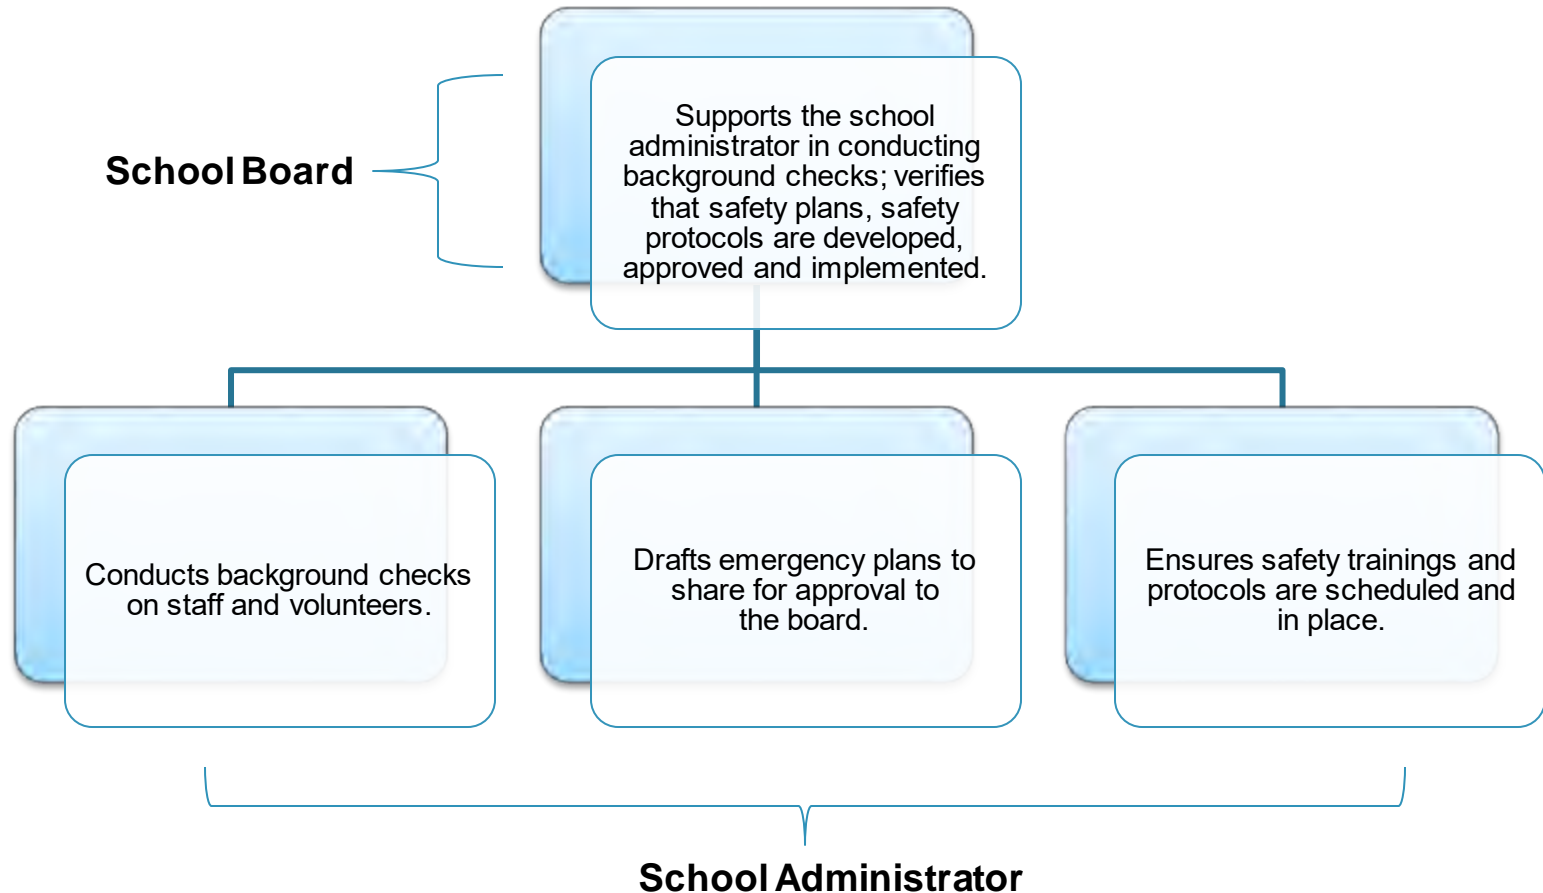 School Board
Supports the school
administrator in conducting
background checks; verifies
that safety plans, safety
protocols are developed,
approved and implemented.
Conducts background checks
on staff and volunteers.
Drafts emergency plans to
share for approval to
the board.
Ensures safety trainings and
protocols are scheduled and
in place.
School Administrator